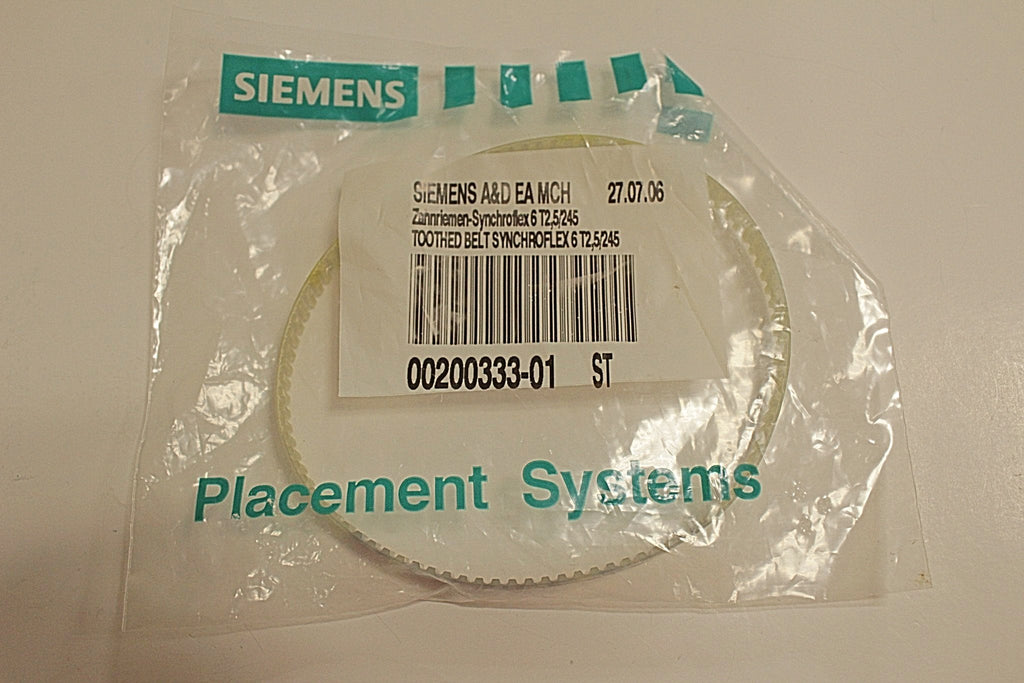 SIEMENS
SIEMENS A&D EA MCH 27.07.06
Zahnriemen-Synchroflex 6 T2,5/245
TOOTHED BELT SYNCHROFLEX 6 T2,5/245
00200333-01 ST
Placement Systems